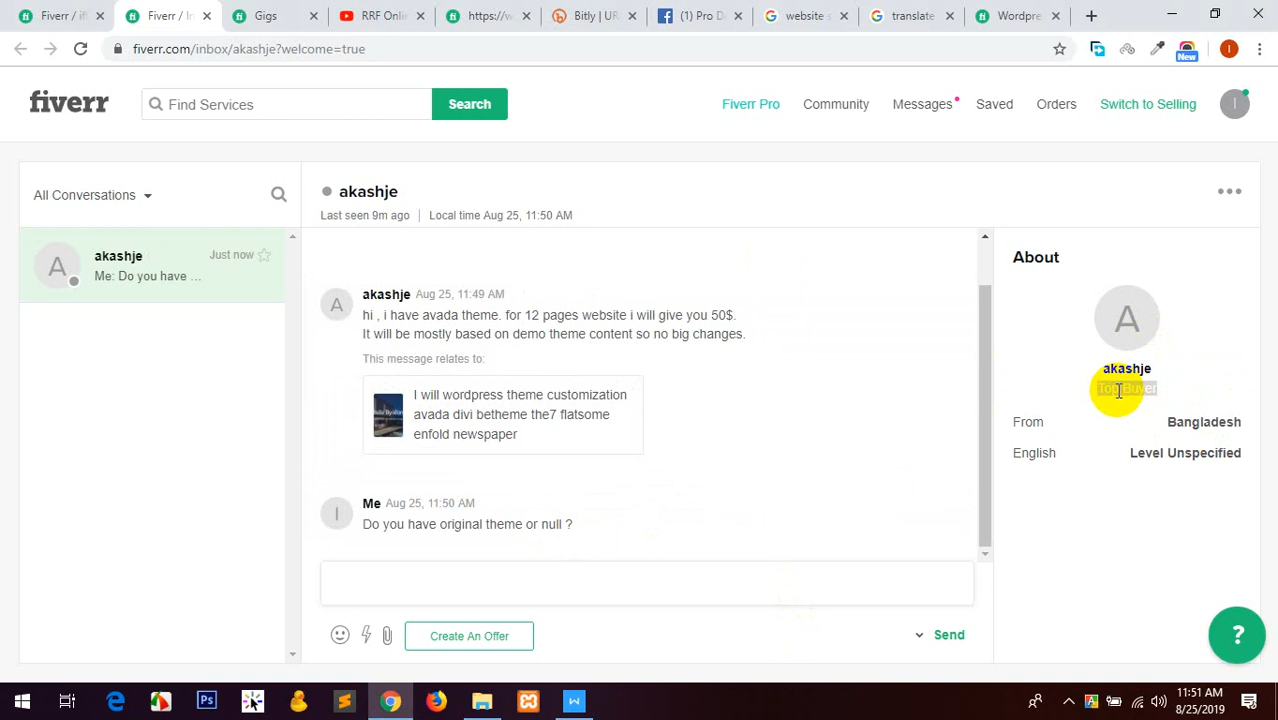 Fiverr / ifl
Fiverr / In
Gigs
RRF Onlin
https://w
Bitly | UR
(1) Pro D
website
translate
Wordpre
fiverr.com/inbox/akashje?welcome=true
New
I
fiverr
Find Services
Search
Fiverr Pro
Community
Messages
Saved
Orders
Switch to Selling
I
All Conversations
akashje
Last seen 9m ago
Local time Aug 25, 11:50 AM
A
akashje
Just now
Me: Do you have ...
A
akashje Aug 25, 11:49 AM
hi , i have avada theme. for 12 pages website i will give you 50$.
It will be mostly based on demo theme content so no big changes.
This message relates to:
I will wordpress theme customization
avada divi betheme the7 flatsome
enfold newspaper
I
Me Aug 25, 11:50 AM
Do you have original theme or null ?
Create An Offer
Send
About
A
akashje
Top Buyer
From Bangladesh
English Level Unspecified
?
Ps
W
A
11:51 AM
8/25/2019